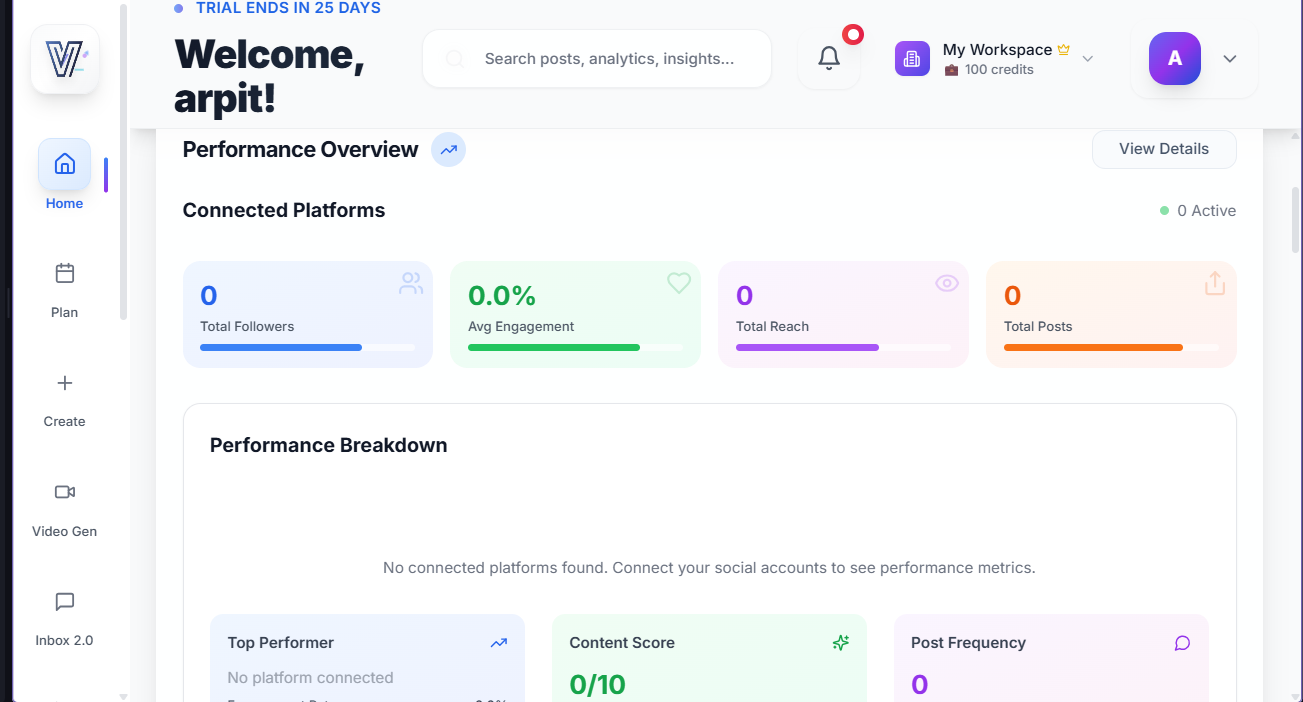 TRIAL ENDS IN 25 DAYS
Welcome,
arpit!
Search posts, analytics, insights...
My Workspace
100 credits
A
Performance Overview
View Details
Connected Platforms
0 Active
0
Total Followers
0.0%
Avg Engagement
0
Total Reach
0
Total Posts
Performance Breakdown
No connected platforms found. Connect your social accounts to see performance metrics.
Top Performer
No platform connected
Content Score
0/10
Post Frequency
0
Home
Plan
Create
Video Gen
Inbox 2.0